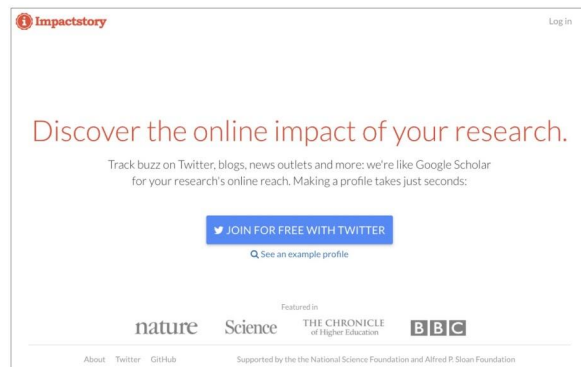 Impactstory
Log in
Discover the online impact of your research.
Track buzz on Twitter, blogs, news outlets and more: we're like Google Scholar
for your research's online reach. Making a profile takes just seconds:
JOIN FOR FREE WITH TWITTER
See an example profile
Featured in
nature
Science
THE CHRONICLE
of Higher Education
BBC
About Twitter GitHub
Supported by the the National Science Foundation and Alfred P. Sloan Foundation